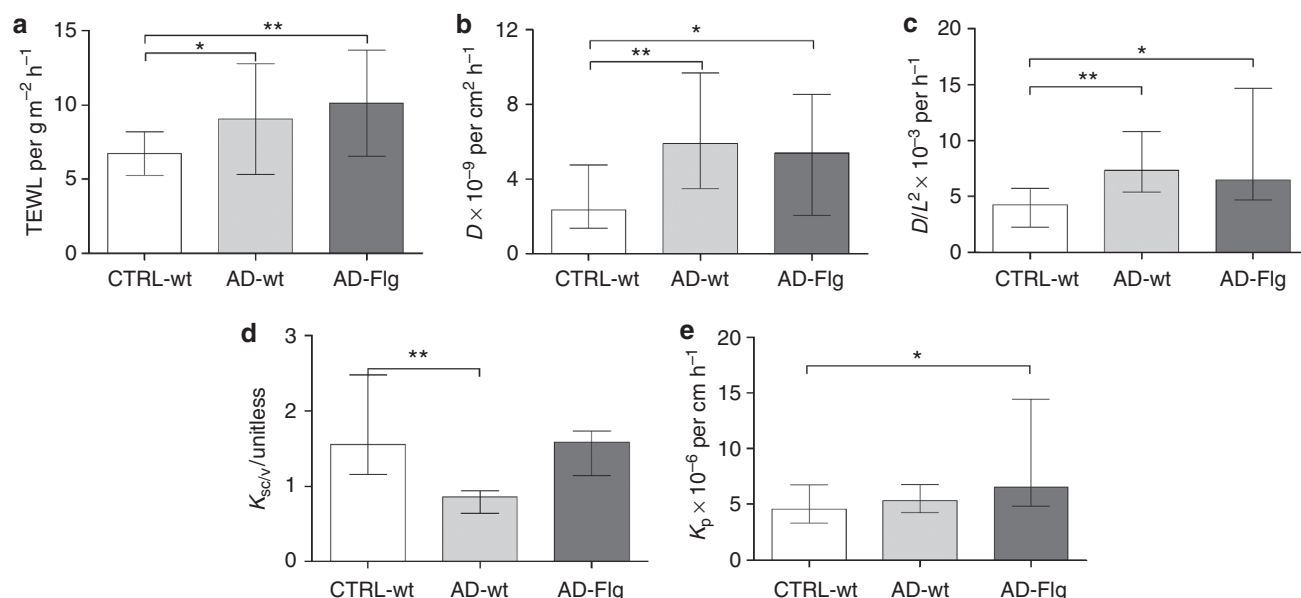 a
TEWL per g m⁻² h⁻¹
15
10
5
0
*
**
CTRL-wt AD-wt AD-Flg
b
D × 10⁻⁹ per cm² h⁻¹
12
8
4
0
*
**
CTRL-wt AD-wt AD-Flg
c
D/L² × 10⁻³ per h⁻¹
20
15
10
5
0
*
**
CTRL-wt AD-wt AD-Flg
d
K_sc/v/unitless
3
2
1
0
**
CTRL-wt AD-wt AD-Flg
e
K_p × 10⁻⁶ per cm h⁻¹
20
15
10
5
0
*
CTRL-wt AD-wt AD-Flg